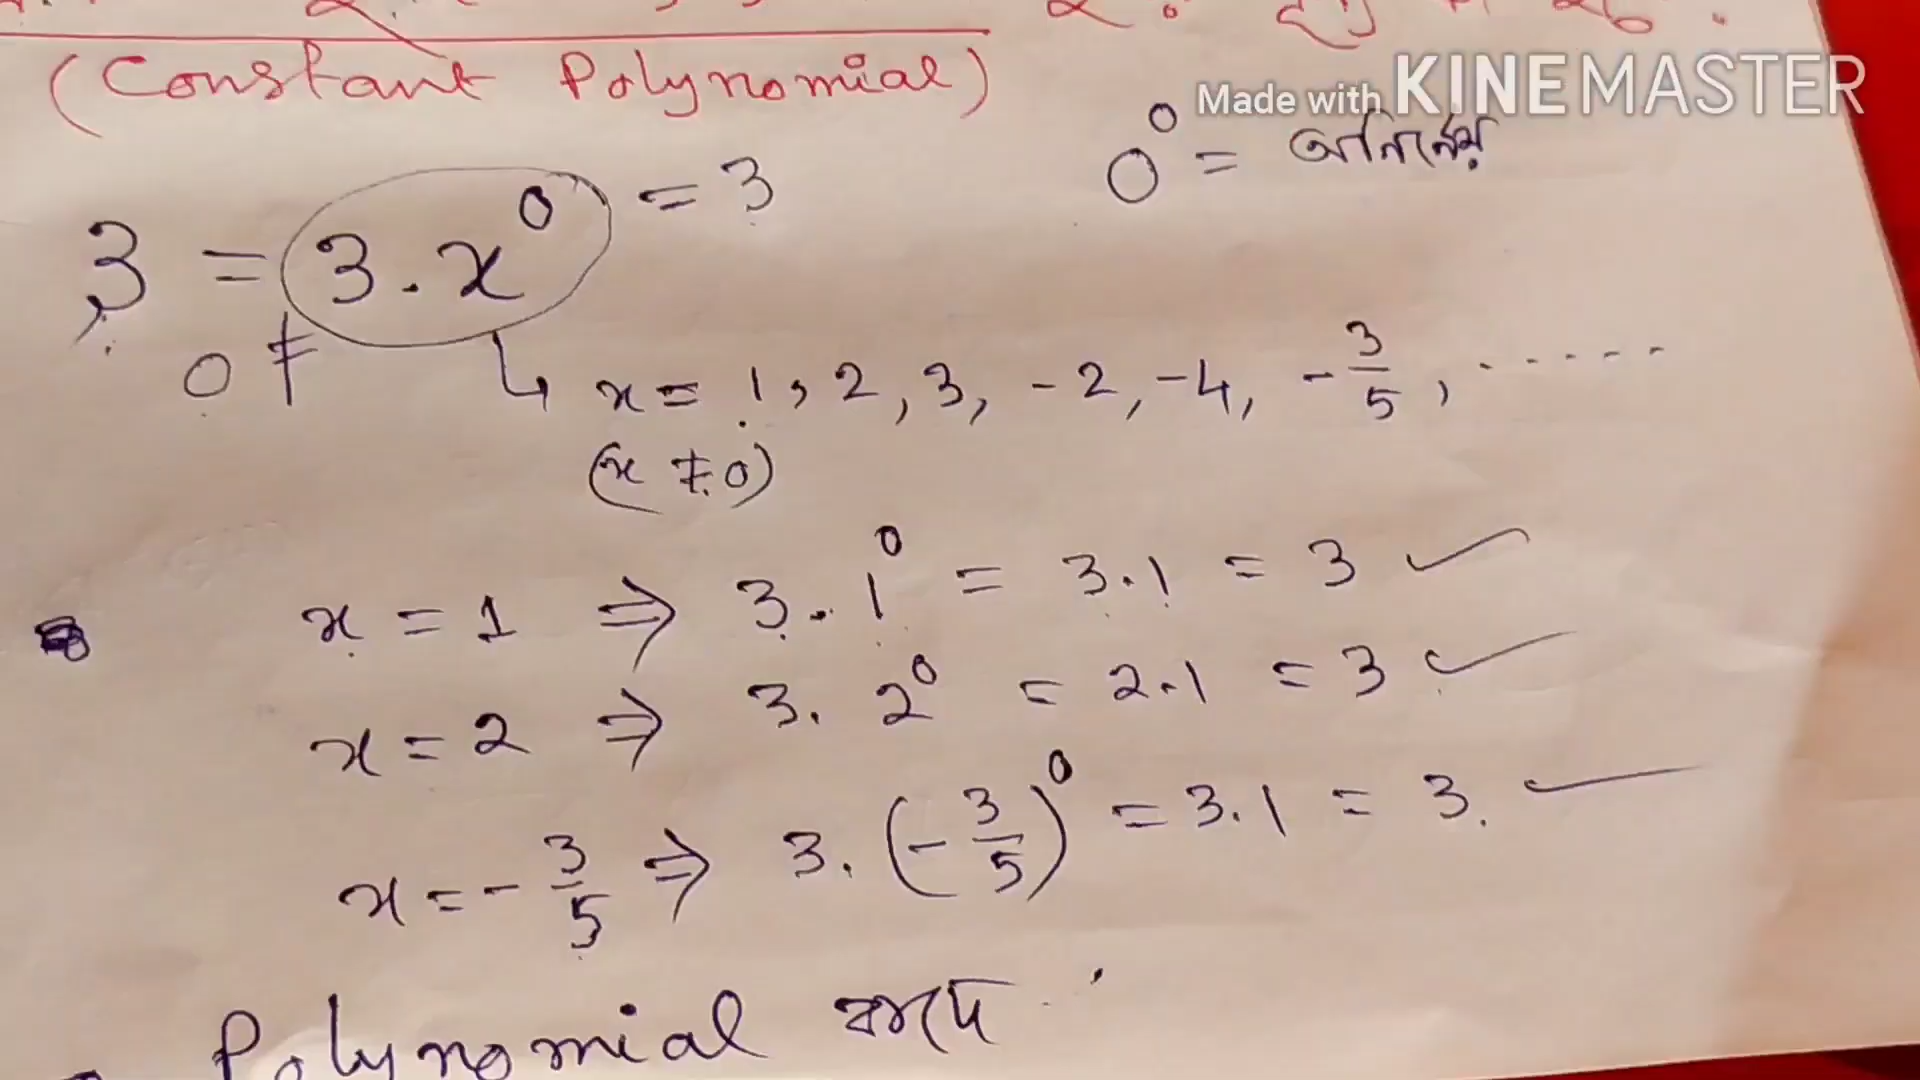 (Constant Polynomial)
Made with KINEMASTER
0⁰ = অনির্নেয়
3 = 3.x⁰ = 3
0 ≠
x = 1, 2, 3, -2, -4, -3/5, ......
(x ≠ 0)
x = 1 ⇒ 3.1⁰ = 3.1 = 3 ✓
x = 2 ⇒ 3.2⁰ = 2.1 = 3 ✓
x = -3/5 ⇒ 3.(-3/5)⁰ = 3.1 = 3. ✓
Polynomial